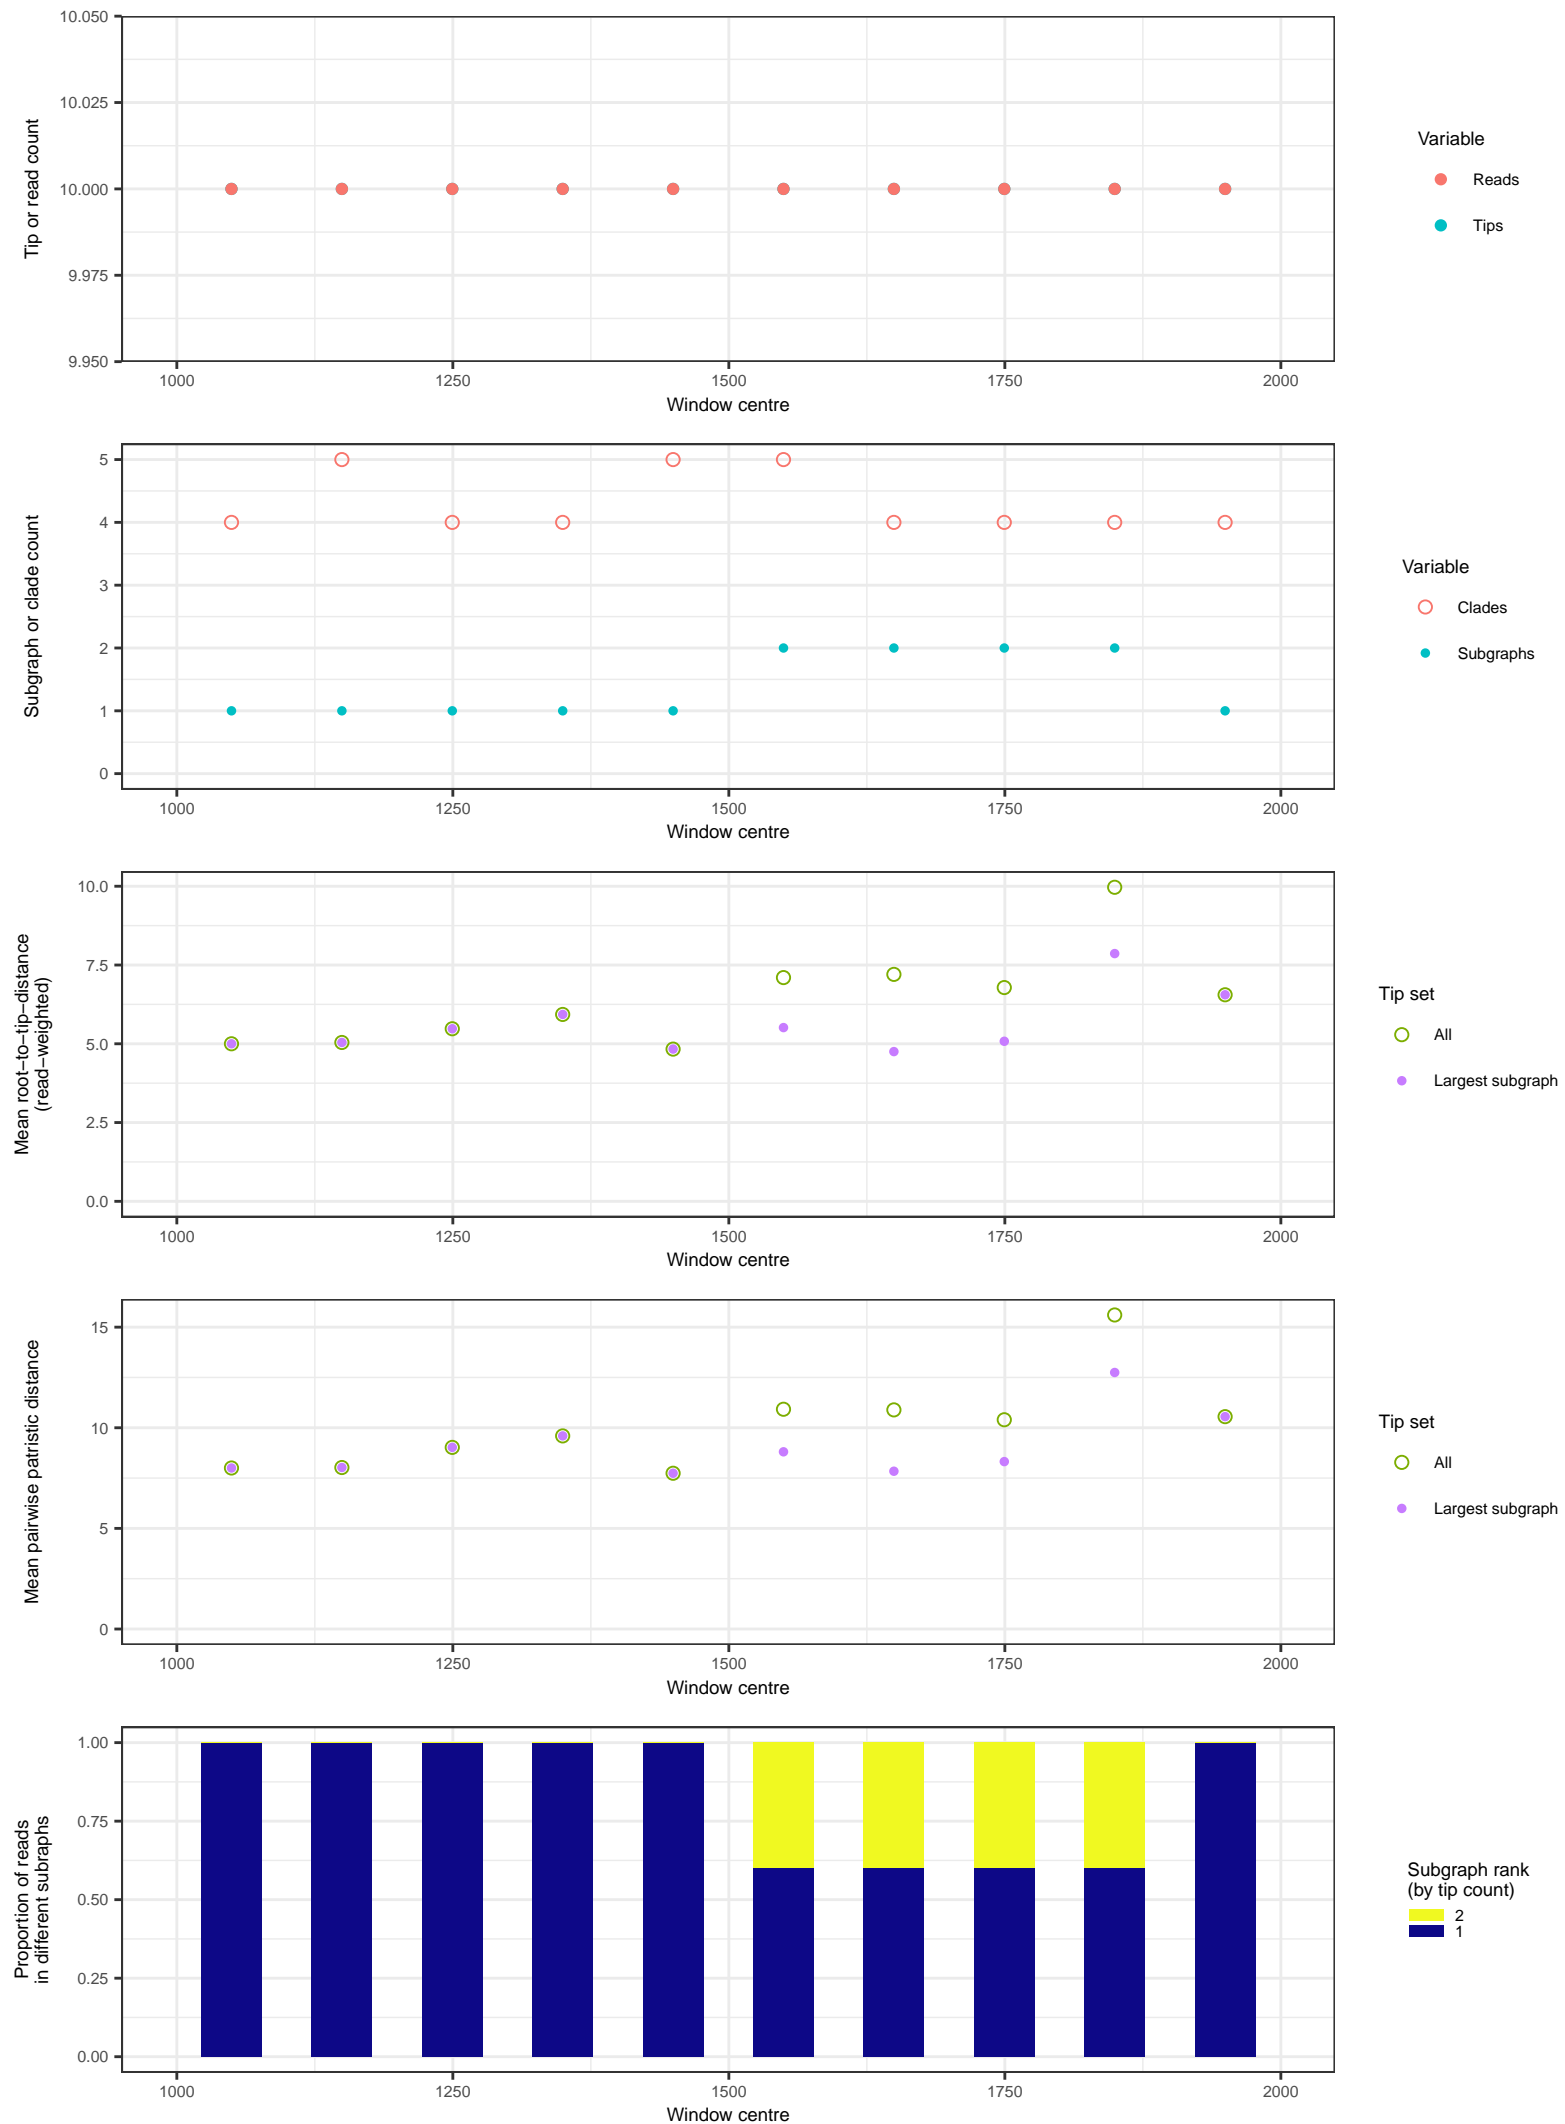 10.050
10.025
10.000
9.975
9.950
Tip or read count
1000 1250 1500 1750 2000
Window centre
Variable
Reads
Tips
5
4
3
2
1
0
Subgraph or clade count
1000 1250 1500 1750 2000
Window centre
Variable
Clades
Subgraphs
10.0
7.5
5.0
2.5
0.0
Mean root−to−tip−distance
(read−weighted)
1000 1250 1500 1750 2000
Window centre
Tip set
All
Largest subgraph
15
10
5
0
Mean pairwise patristic distance
1000 1250 1500 1750 2000
Window centre
Tip set
All
Largest subgraph
1.00
0.75
0.50
0.25
0.00
Proportion of reads
in different subraphs
1000 1250 1500 1750 2000
Window centre
Subgraph rank
(by tip count)
2
1